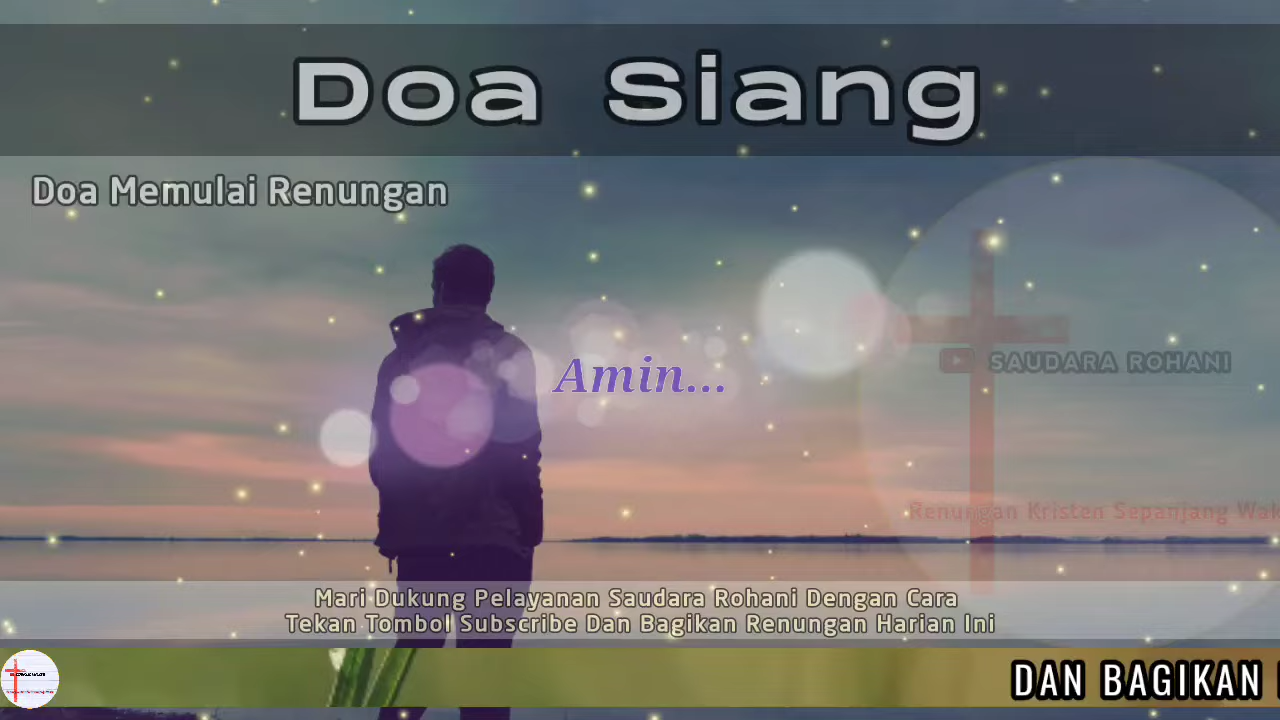 Doa Siang
Doa Memulai Renungan
Amin...
SAUDARA ROHANI
Renungan Kristen Sepanjang
Mari Dukung Pelayanan Saudara Rohani Dengan Cara
Tekan Tombol Subscribe Dan Bagikan Renungan Harian Ini
DAN BAGIKAN